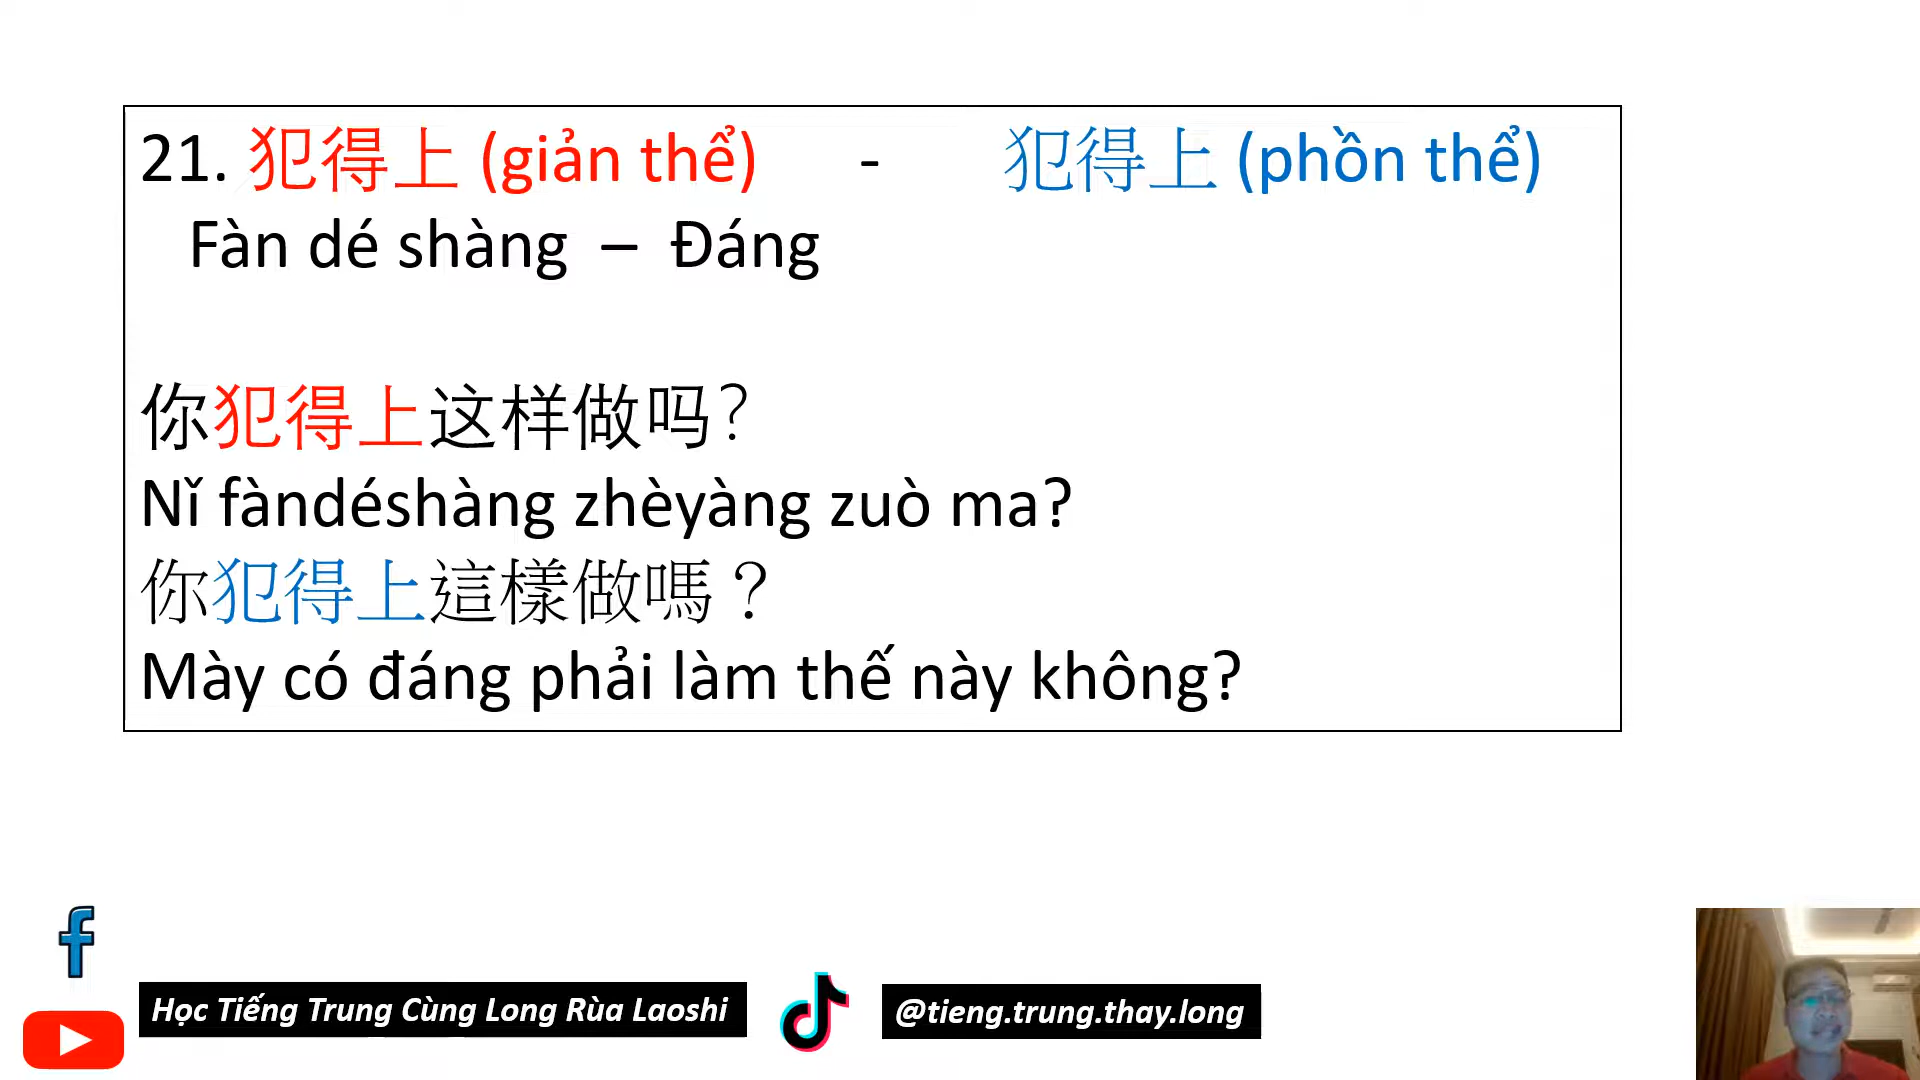 21. 犯得上 (giản thể) - 犯得上 (phồn thể)
Fàn dé shàng – Đáng
你犯得上这样做吗?
Nǐ fàndéshàng zhèyàng zuò ma?
你犯得上這樣做嗎？
Mày có đáng phải làm thế này không?
Học Tiếng Trung Cùng Long Rùa Laoshi
@tieng.trung.thay.long